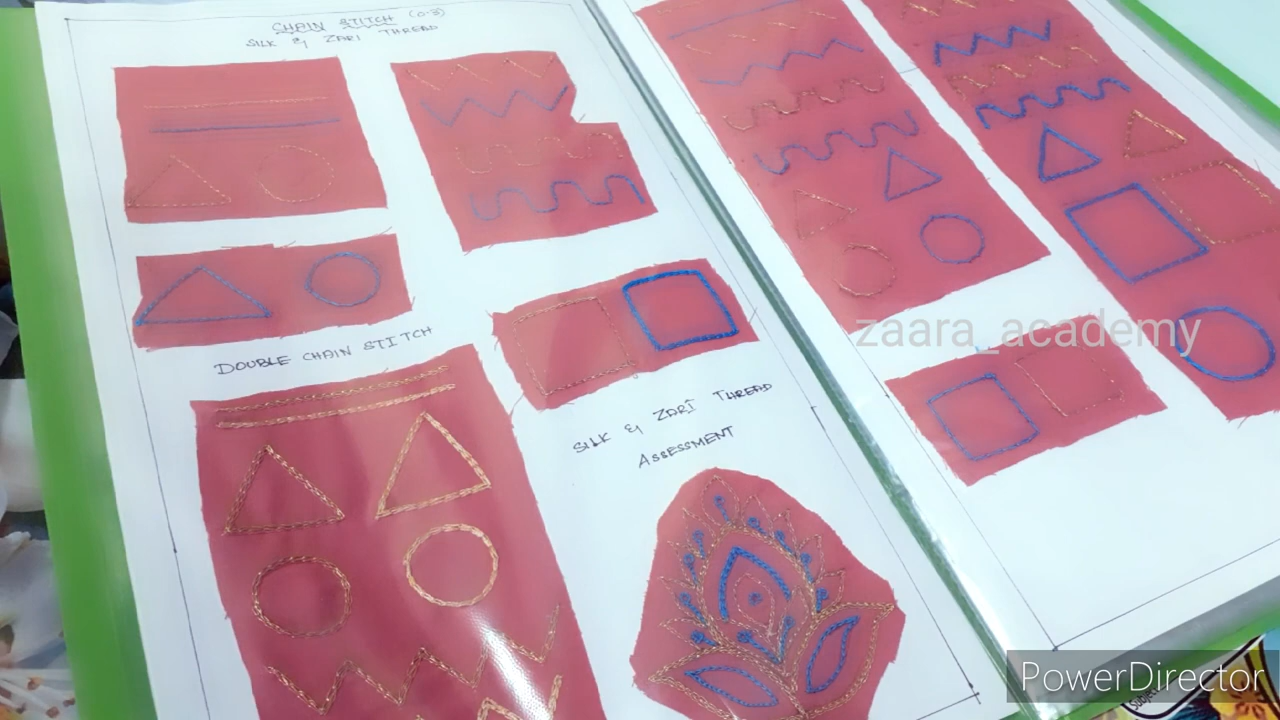 CHAIN STITCH (0-3)
SILK & ZARI THREAD
DOUBLE CHAIN STITCH
SILK & ZARI THREAD
ASSESSMENT
zaara_academy
PowerDirector